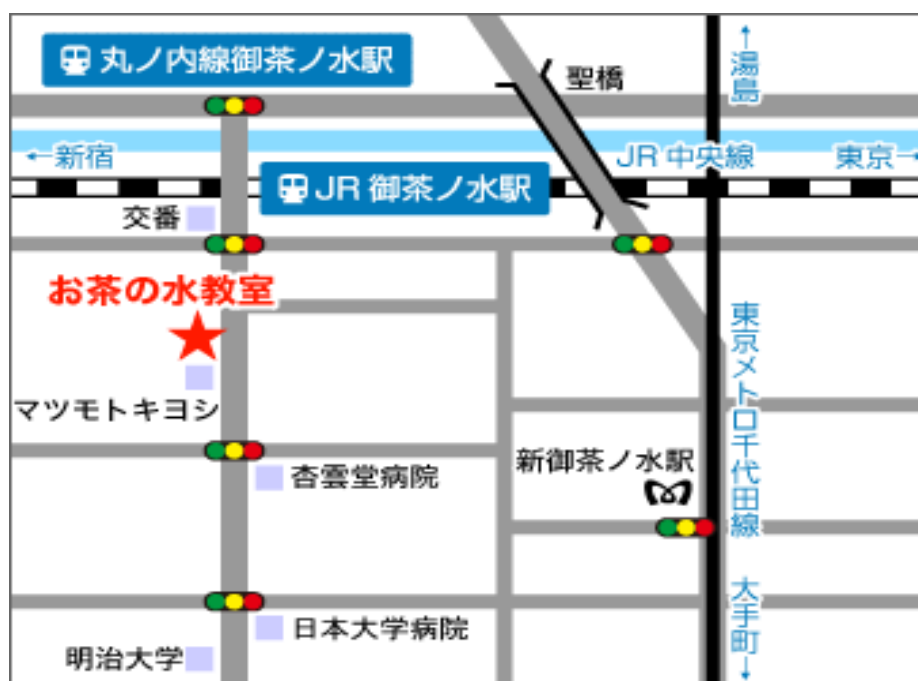 丸ノ内線御茶ノ水駅
聖橋
←湯島
←新宿
JR中央線
東京→
JR 御茶ノ水駅
交番
お茶の水教室
東京メトロ千代田線
マツモトキヨシ
新御茶ノ水駅
杏雲堂病院
大手町→
日本大学病院
明治大学